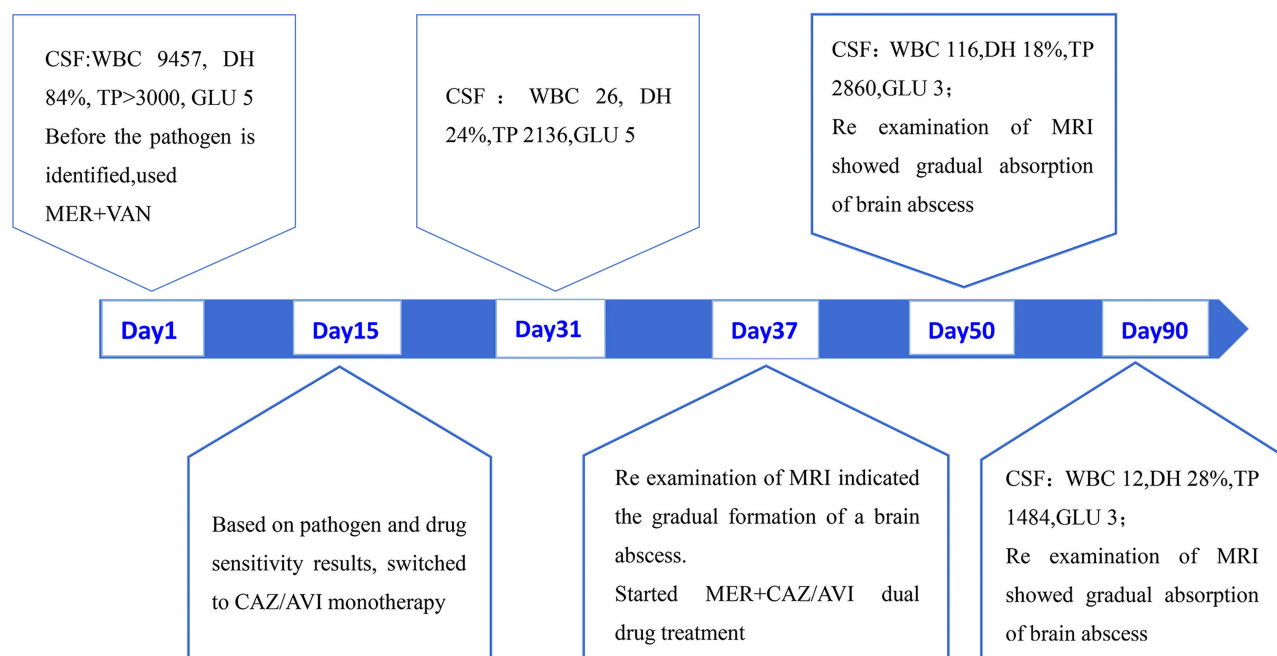 CSF:WBC 9457, DH
84%, TP>3000, GLU 5
Before the pathogen is
identified,used
MER+VAN
CSF： WBC 26, DH
24%,TP 2136,GLU 5
CSF：WBC 116,DH 18%,TP
2860,GLU 3；
Re examination of MRI
showed gradual absorption
of brain abscess
Day1
Day15
Day31
Day37
Day50
Day90
Based on pathogen and drug
sensitivity results, switched
to CAZ/AVI monotherapy
Re examination of MRI indicated
the gradual formation of a brain
abscess.
Started MER+CAZ/AVI dual
drug treatment
CSF：WBC 12,DH 28%,TP
1484,GLU 3；
Re examination of MRI
showed gradual absorption
of brain abscess